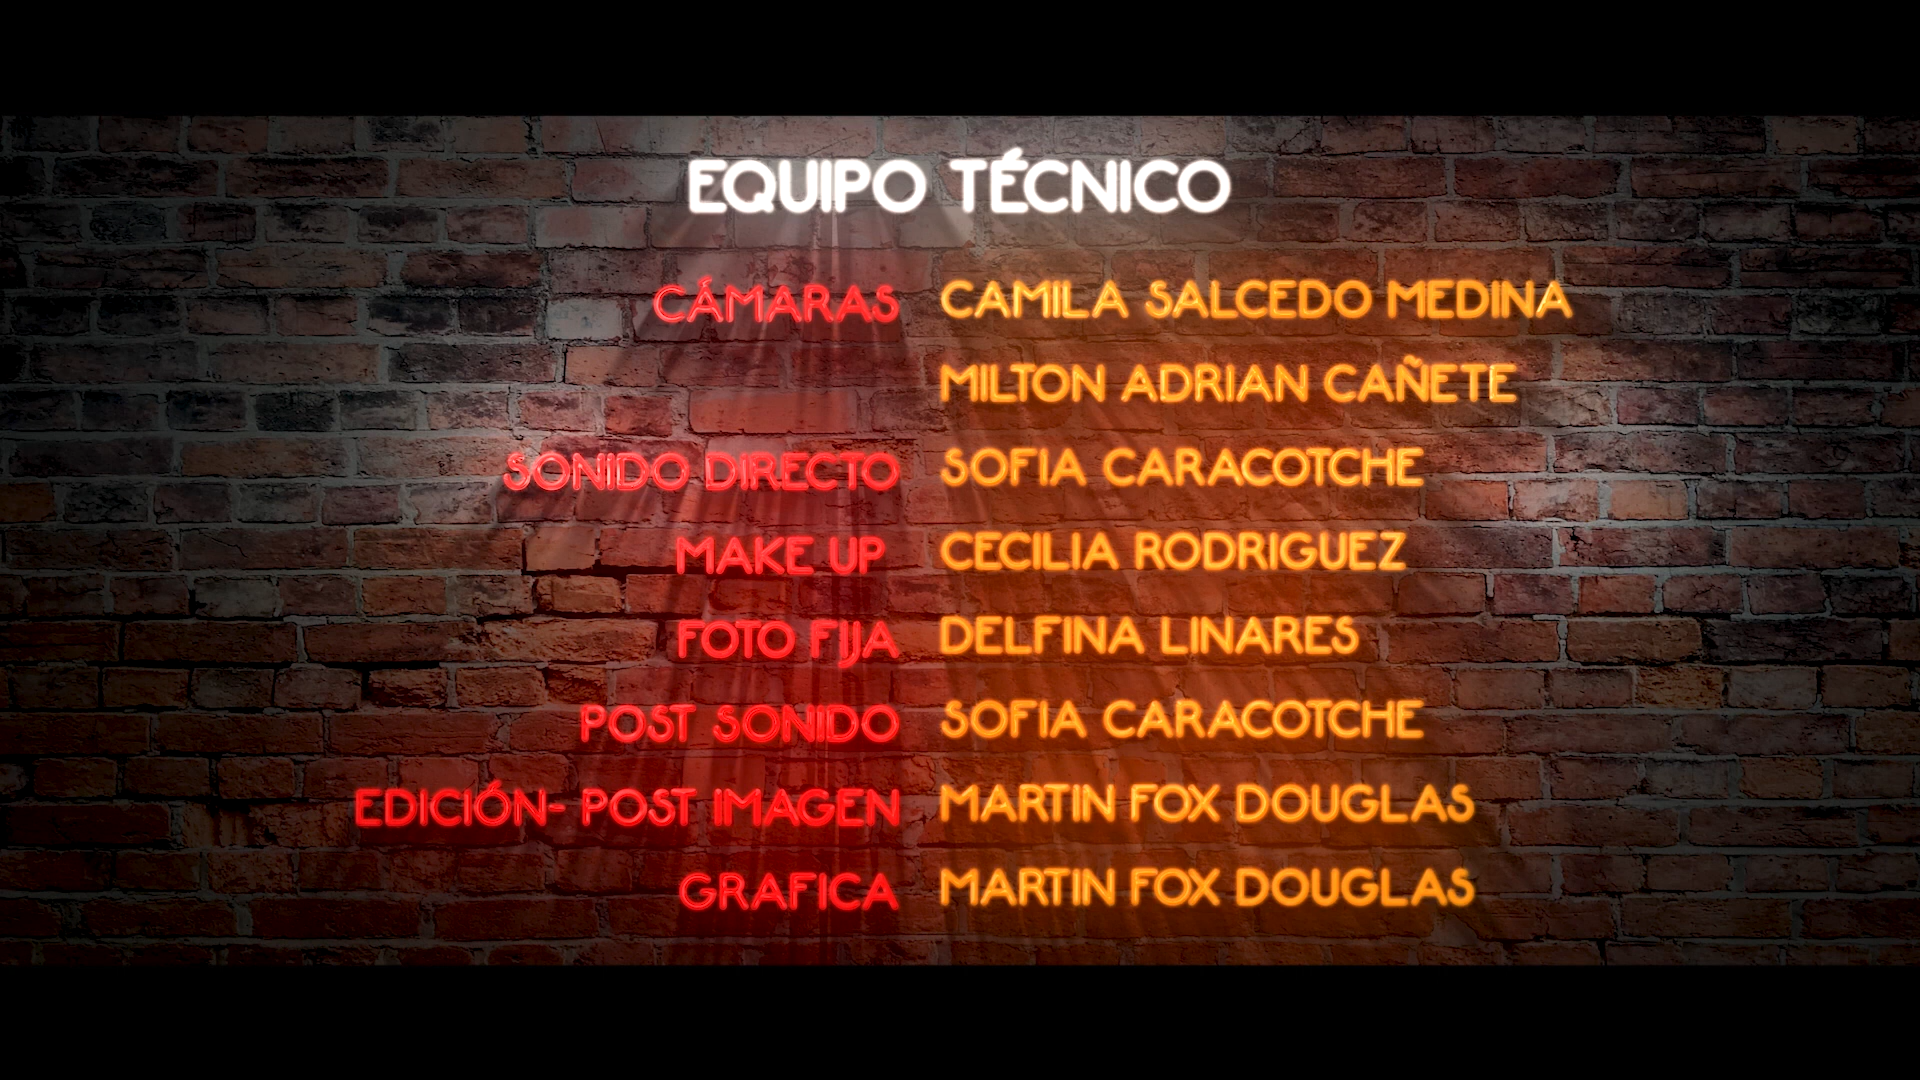 EQUIPO TÉCNICO
CÁMARAS CAMILA SALCEDO MEDINA
MILTON ADRIAN CAÑETE
SONIDO DIRECTO SOFIA CARACOTCHE
MAKE UP CECILIA RODRIGUEZ
FOTO FIJA DELFINA LINARES
POST SONIDO SOFIA CARACOTCHE
EDICIÓN- POST IMAGEN MARTIN FOX DOUGLAS
GRAFICA MARTIN FOX DOUGLAS